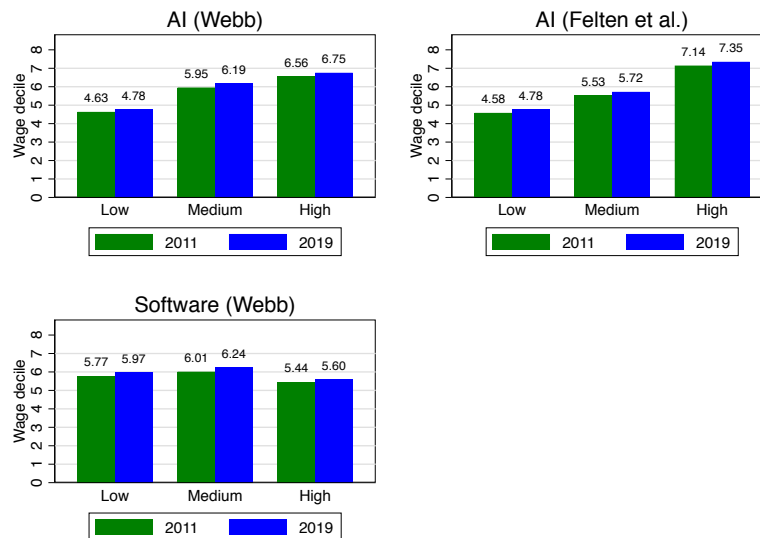 AI (Webb)
8
7
6
5
4
3
2
1
0
Wage decile
4.63 4.78 5.95 6.19 6.56 6.75
Low Medium High
2011 2019
AI (Felten et al.)
8
7
6
5
4
3
2
1
0
Wage decile
4.58 4.78 5.53 5.72 7.14 7.35
Low Medium High
2011 2019
Software (Webb)
8
7
6
5
4
3
2
1
0
Wage decile
5.77 5.97 6.01 6.24 5.44 5.60
Low Medium High
2011 2019